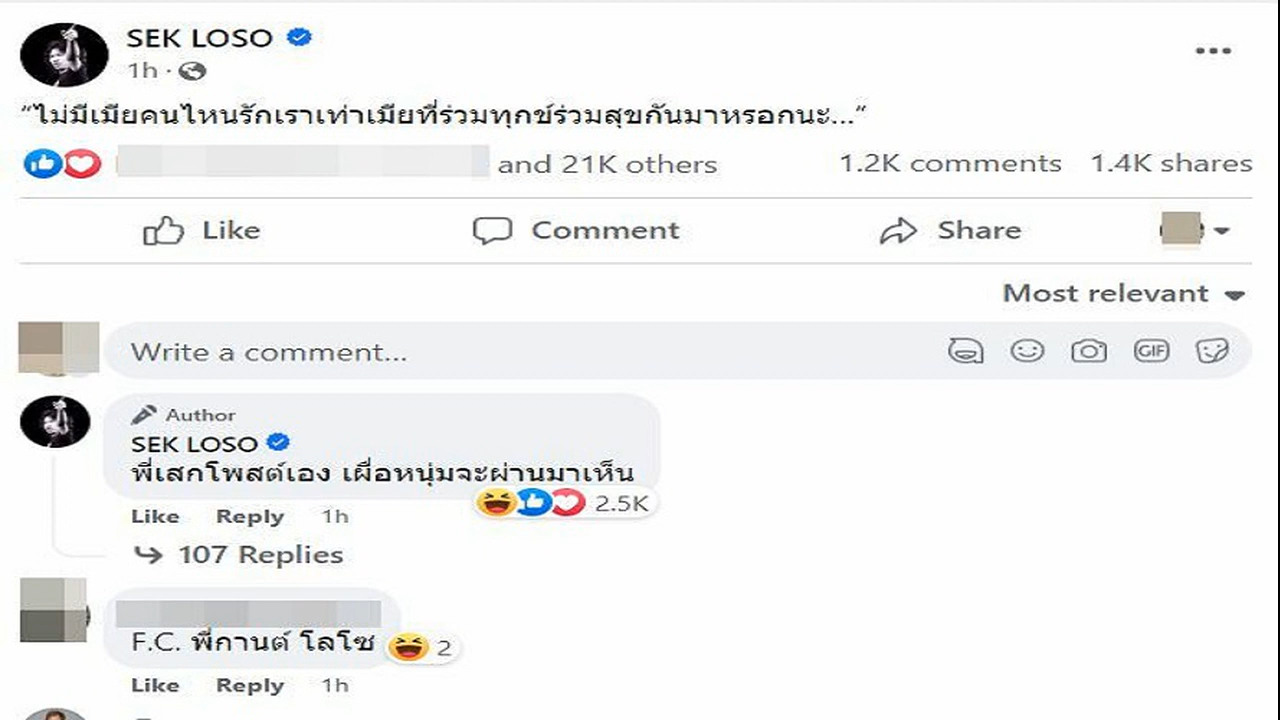 SEK LOSO
1h ·
“ไม่มีเมียคนไหนรักเราเท่าเมียที่ร่วมทุกข์ร่วมสุขกันมาหรอกนะ...”
and 21K others 1.2K comments 1.4K shares
Like Comment Share
Most relevant
Write a comment... GIF
Author
SEK LOSO
พี่เสกโพสต์เอง เผื่อหนุ่มจะผ่านมาเห็น
2.5K
Like Reply 1h
107 Replies
F.C. พี่กานต์ โลโซ
2
Like Reply 1h